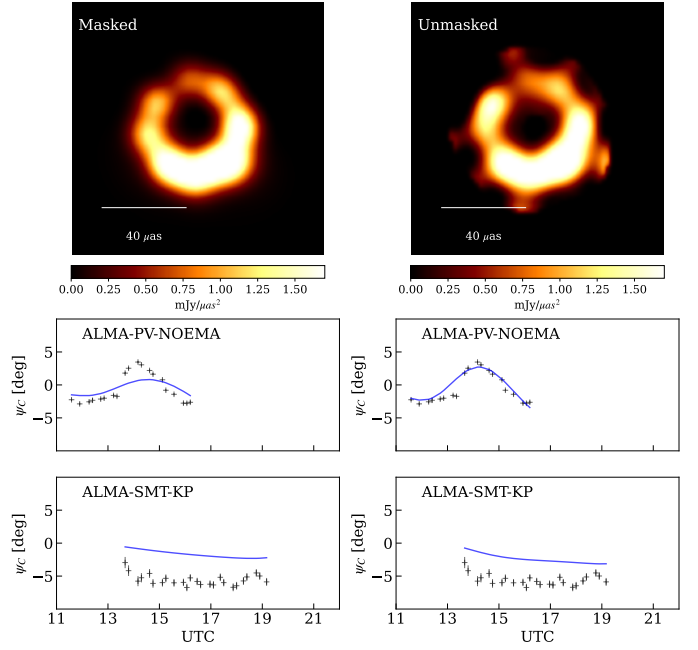 Masked
Unmasked
40 μas
40 μas
0.00 0.25 0.50 0.75 1.00 1.25 1.50
0.00 0.25 0.50 0.75 1.00 1.25 1.50
mJy/μas²
mJy/μas²
ALMA-PV-NOEMA
ALMA-PV-NOEMA
5
0
−5
ψC [deg]
5
0
−5
ψC [deg]
ALMA-SMT-KP
ALMA-SMT-KP
5
0
−5
ψC [deg]
5
0
−5
ψC [deg]
11 13 15 17 19 21
11 13 15 17 19 21
UTC
UTC